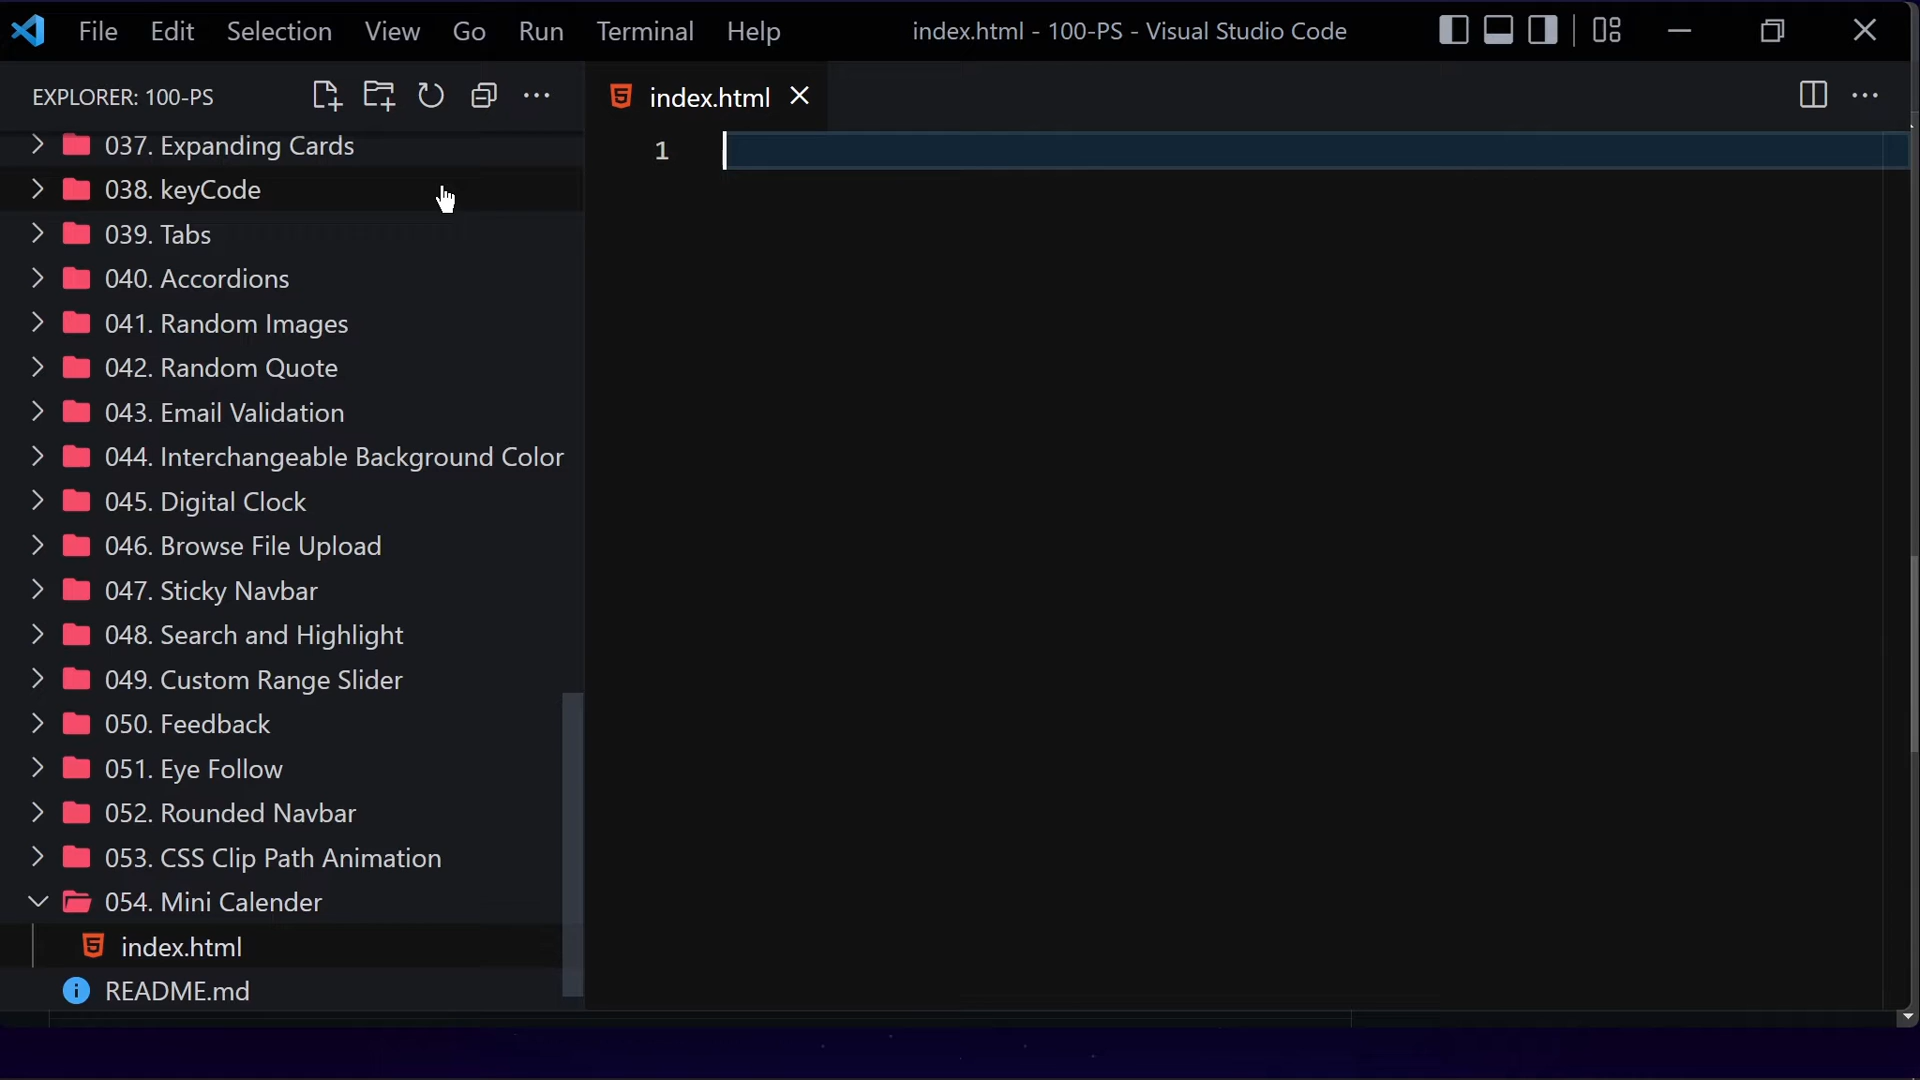 File Edit Selection View Go Run Terminal Help index.html - 100-PS - Visual Studio Code
EXPLORER: 100-PS
index.html
1
037. Expanding Cards
038. keyCode
039. Tabs
040. Accordions
041. Random Images
042. Random Quote
043. Email Validation
044. Interchangeable Background Color
045. Digital Clock
046. Browse File Upload
047. Sticky Navbar
048. Search and Highlight
049. Custom Range Slider
050. Feedback
051. Eye Follow
052. Rounded Navbar
053. CSS Clip Path Animation
054. Mini Calender
index.html
README.md